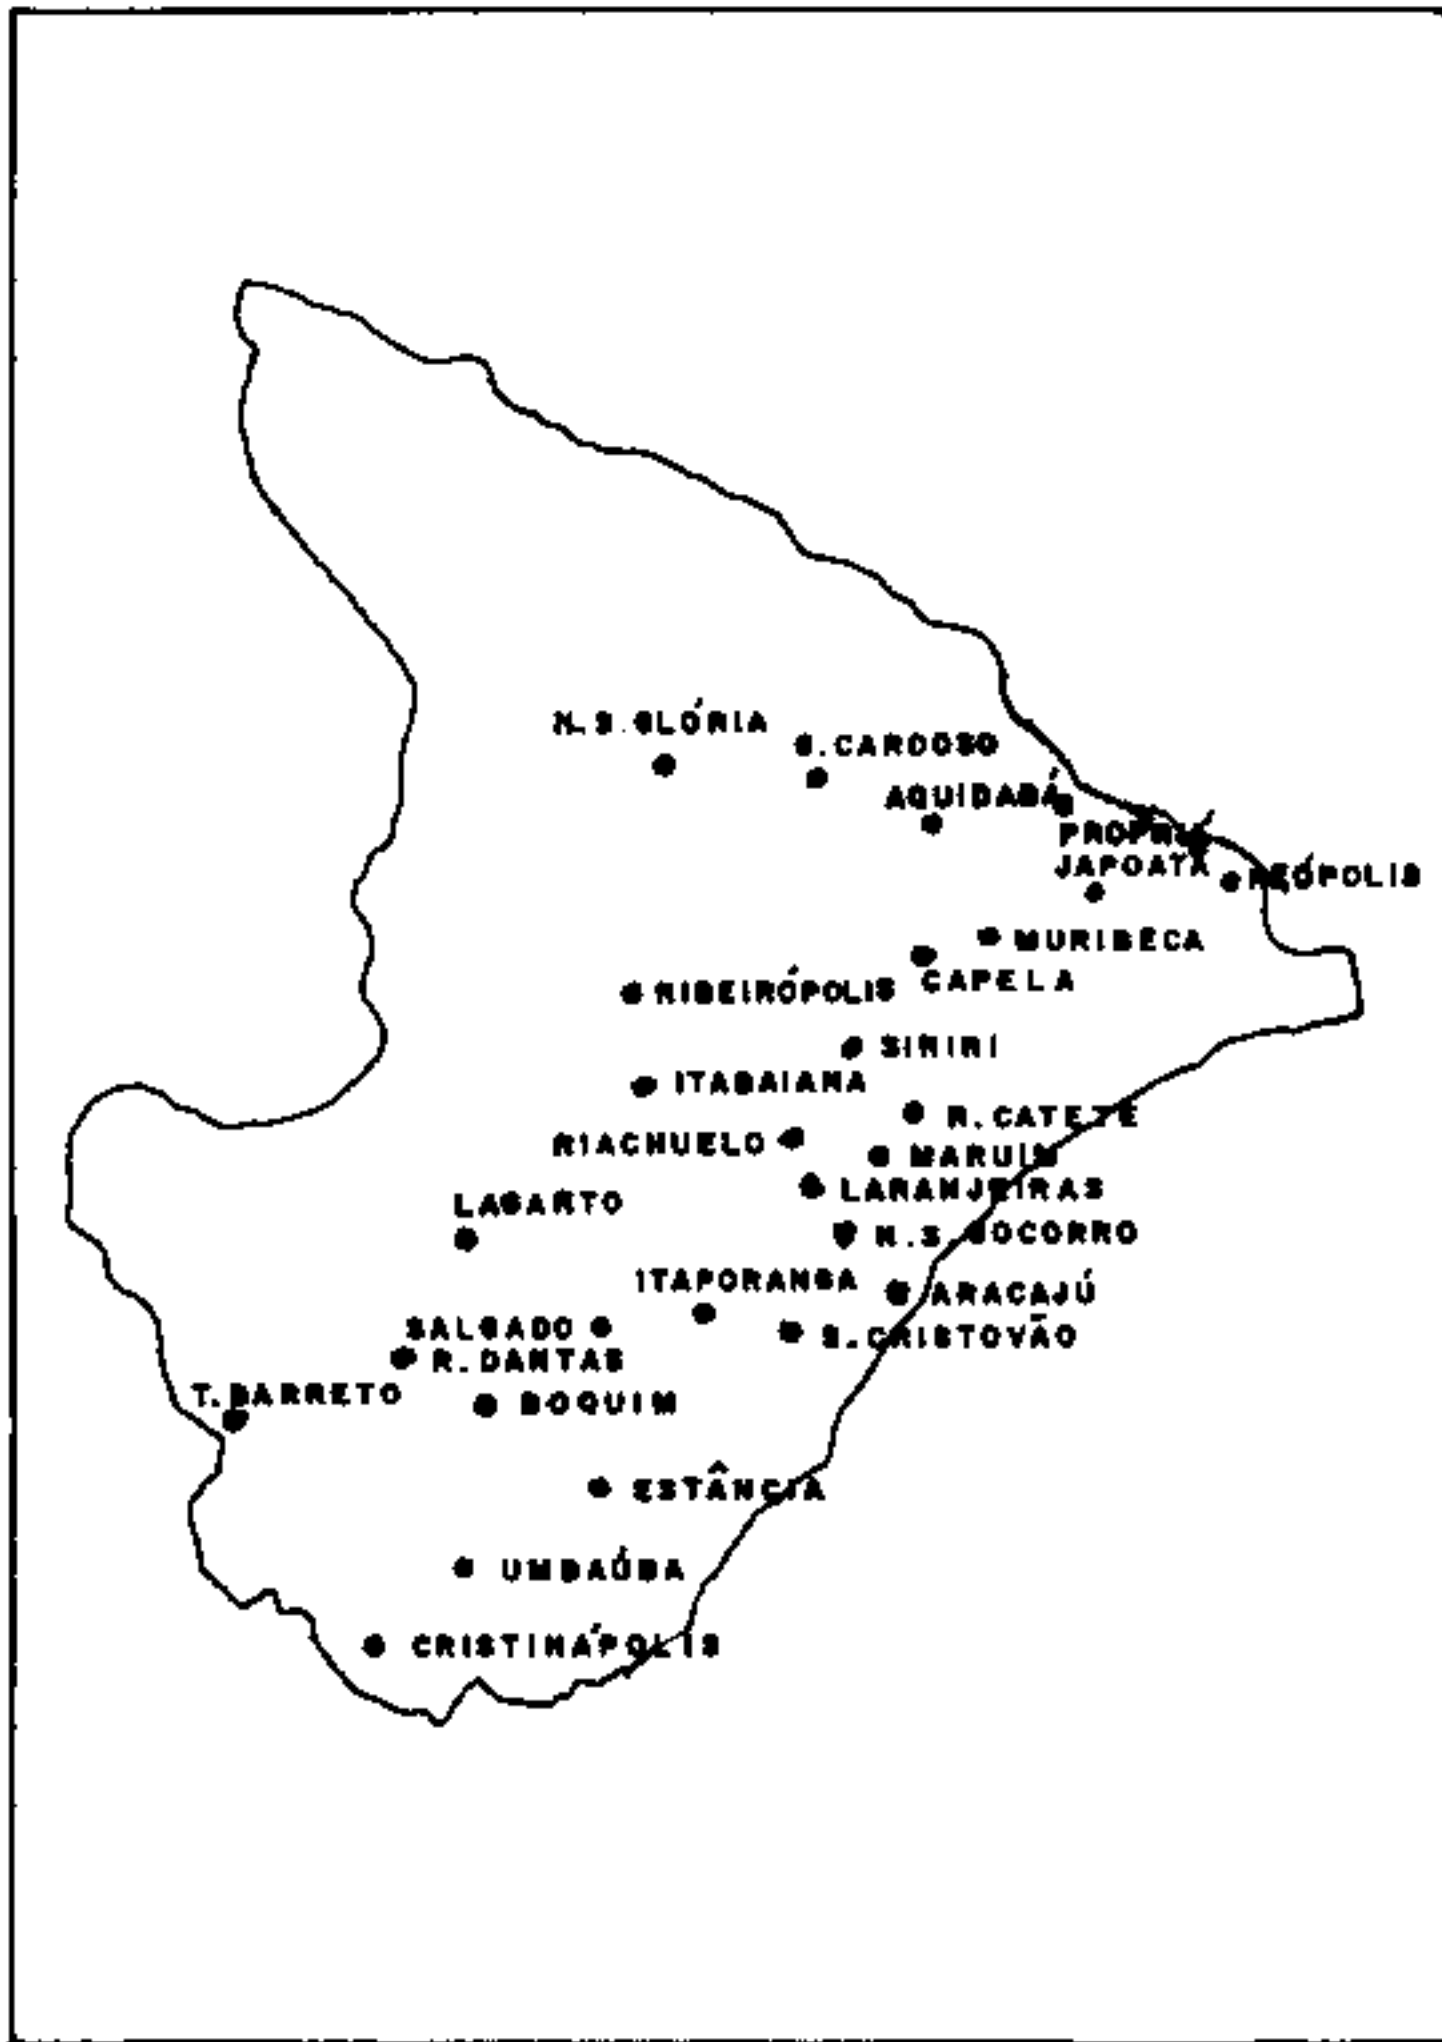 N.S. GLÓRIA
G. CARDOSO
AQUIDABÃ
PROPRIÁ
JAPOATÃ
NEÓPOLIS
MURIBECA
CAPELA
RIBEIRÓPOLIS
SIRIRI
ITABAIANA
R. CATETE
RIACHUELO
MARUIM
LARANJEIRAS
LAGARTO
N.S. SOCORRO
ITAPORANGA
ARACAJÚ
SALGADO
S. CRISTOVÃO
R. DANTAS
T. BARRETO
BOQUIM
ESTÂNCIA
UMBAÚBA
CRISTINÁPOLIS